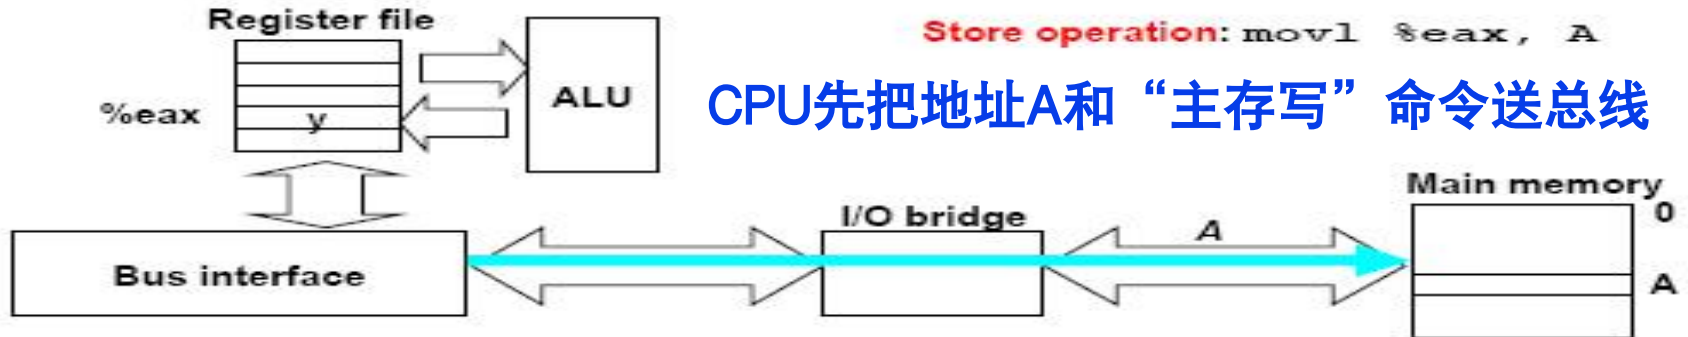 Register file
Store operation: movl %eax, A
ALU
CPU先把地址A和“主存写”命令送总线
%eax
y
Main memory
I/O bridge
A
0
Bus interface
A